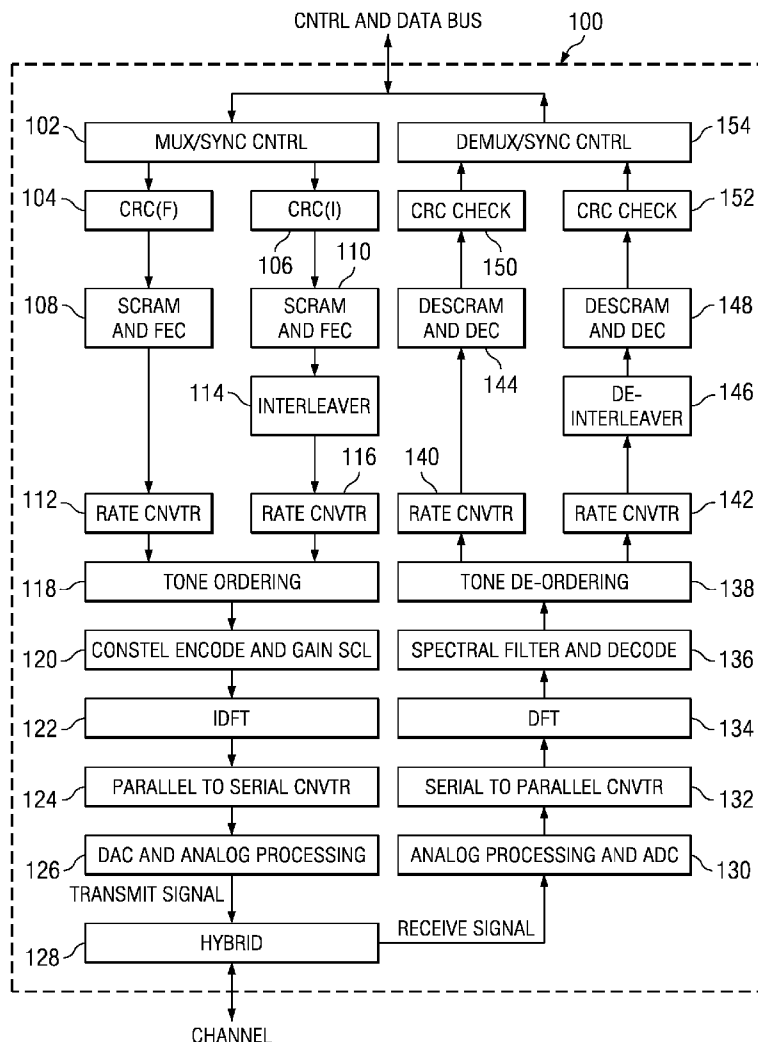 CNTRL AND DATA BUS
100
102
MUX/SYNC CNTRL
DEMUX/SYNC CNTRL
154
104
CRC(F)
CRC(I)
CRC CHECK
CRC CHECK
152
106
110
150
108
SCRAM
AND FEC
SCRAM
AND FEC
DESCRAM
AND DEC
DESCRAM
AND DEC
148
144
114
INTERLEAVER
DE-
INTERLEAVER
146
116
140
112
RATE CNVTR
RATE CNVTR
RATE CNVTR
RATE CNVTR
142
118
TONE ORDERING
TONE DE-ORDERING
138
120
CONSTEL ENCODE AND GAIN SCL
SPECTRAL FILTER AND DECODE
136
122
IDFT
DFT
134
124
PARALLEL TO SERIAL CNVTR
SERIAL TO PARALLEL CNVTR
132
126
DAC AND ANALOG PROCESSING
ANALOG PROCESSING AND ADC
130
TRANSMIT SIGNAL
RECEIVE SIGNAL
128
HYBRID
CHANNEL